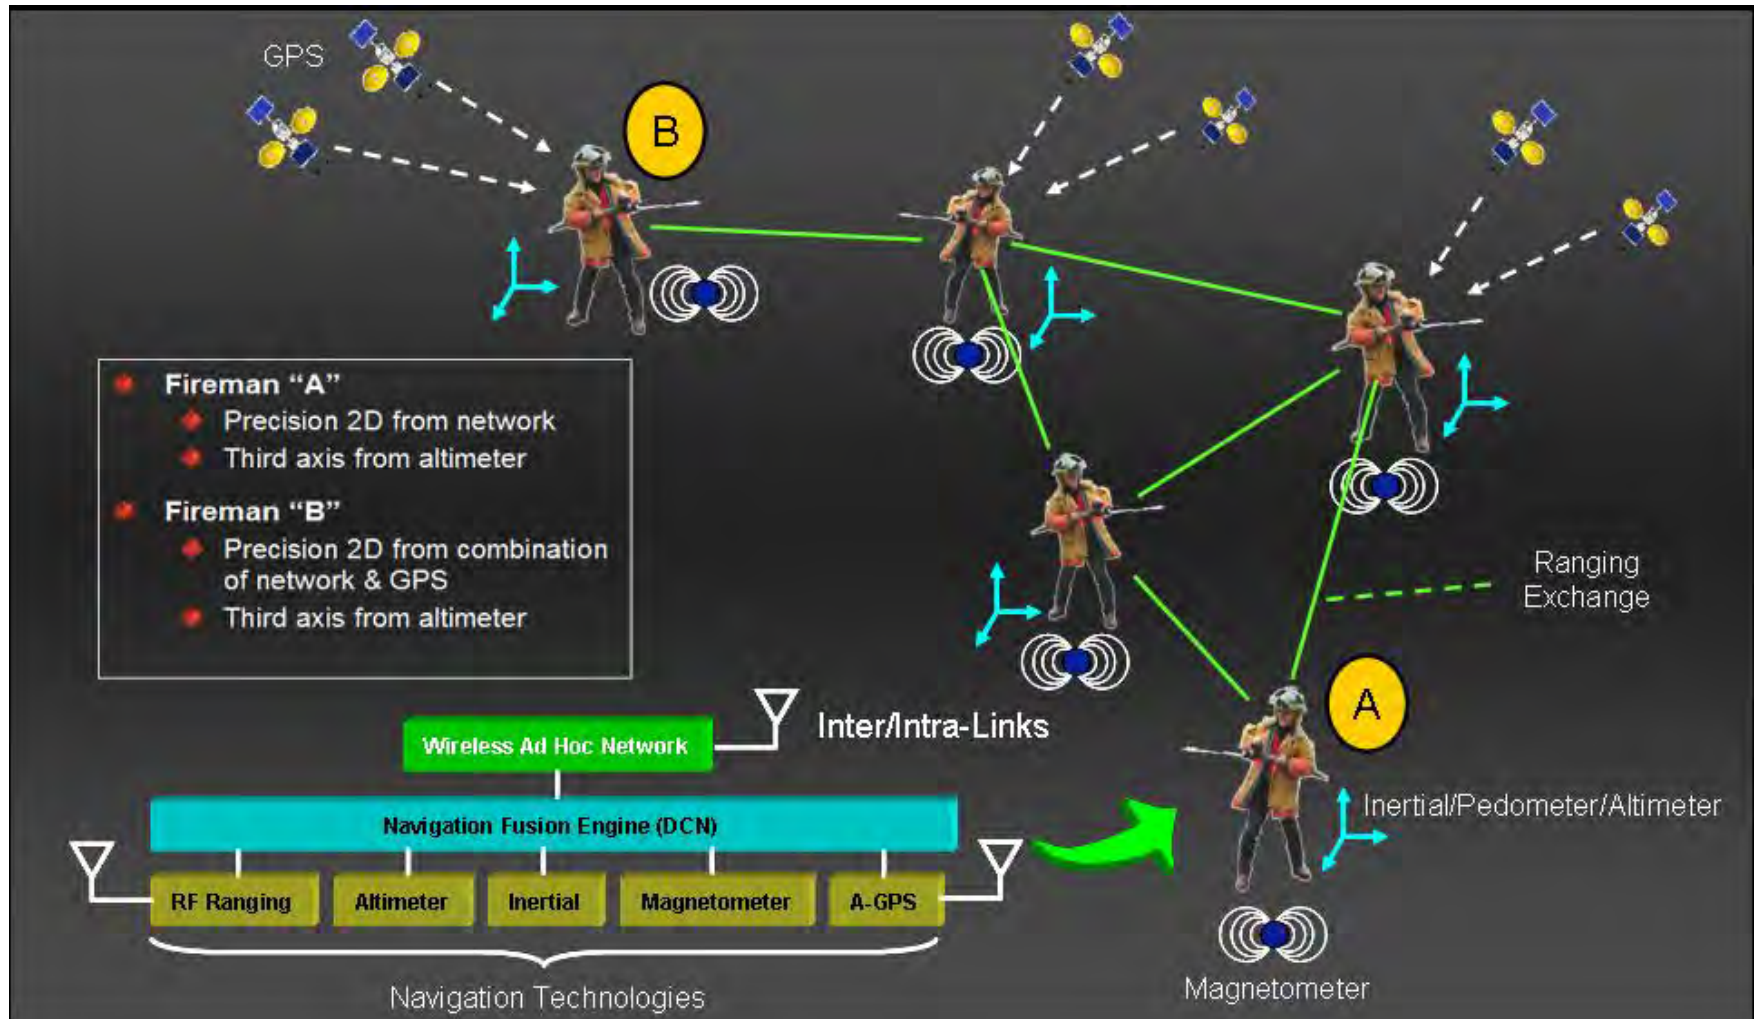 GPS
B
Fireman “A”
Precision 2D from network
Third axis from altimeter
Fireman “B”
Precision 2D from combination
of network & GPS
Third axis from altimeter
Ranging
Exchange
A
Inter/Intra-Links
Wireless Ad Hoc Network
Navigation Fusion Engine (DCN)
RF Ranging
Altimeter
Inertial
Magnetometer
A-GPS
Navigation Technologies
Inertial/Pedometer/Altimeter
Magnetometer